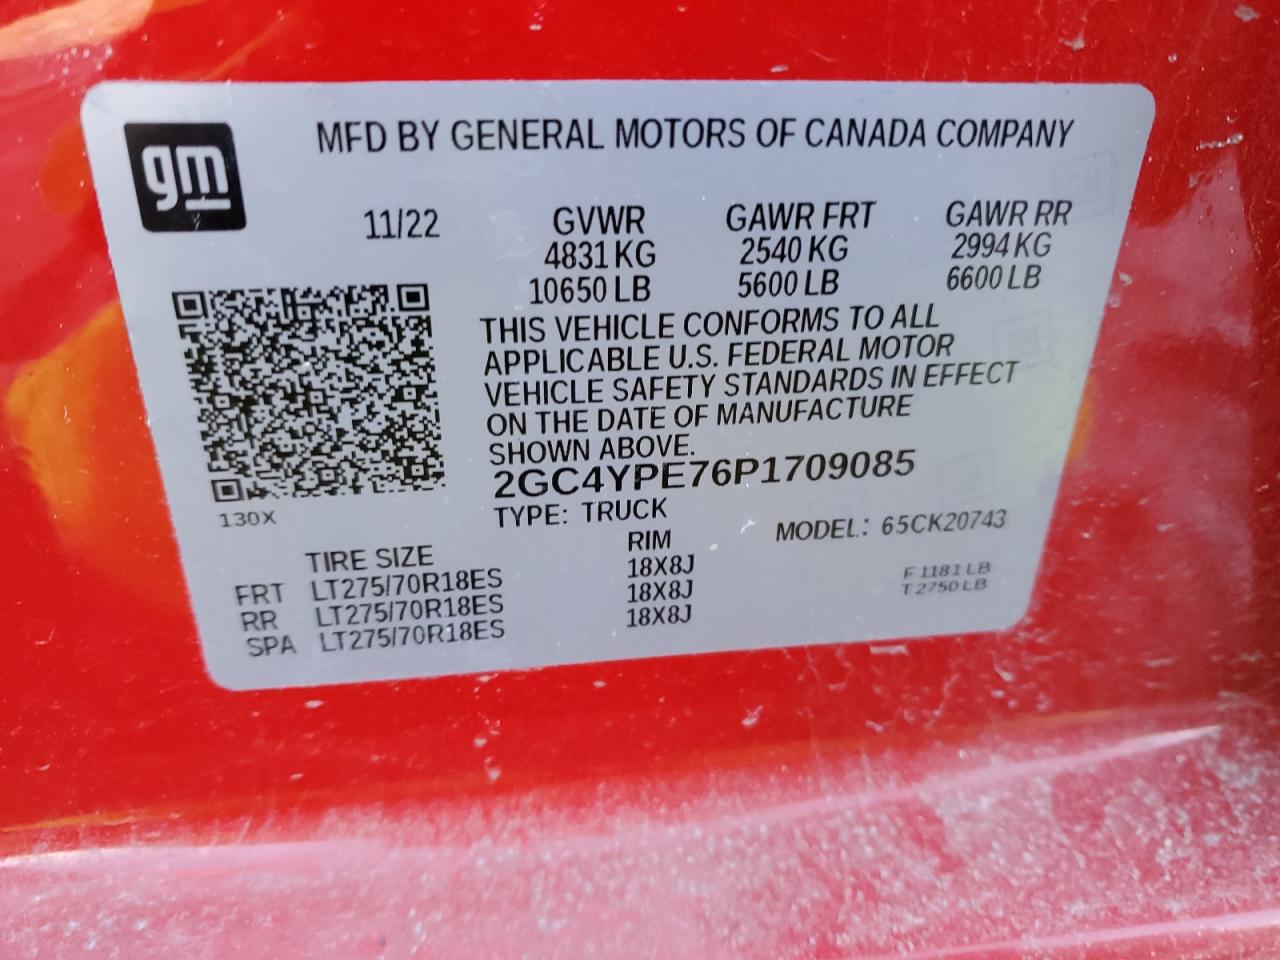 gm
MFD BY GENERAL MOTORS OF CANADA COMPANY
11/22 GVWR GAWR FRT GAWR RR
4831 KG 2540 KG 2994 KG
10650 LB 5600 LB 6600 LB
THIS VEHICLE CONFORMS TO ALL
APPLICABLE U.S. FEDERAL MOTOR
VEHICLE SAFETY STANDARDS IN EFFECT
ON THE DATE OF MANUFACTURE
SHOWN ABOVE.
2GC4YPE76P1709085
130X
TYPE: TRUCK MODEL: 65CK20743
TIRE SIZE RIM
FRT LT275/70R18ES 18X8J
RR LT275/70R18ES 18X8J
SPA LT275/70R18ES 18X8J
F 1181 LB
T 2750 LB